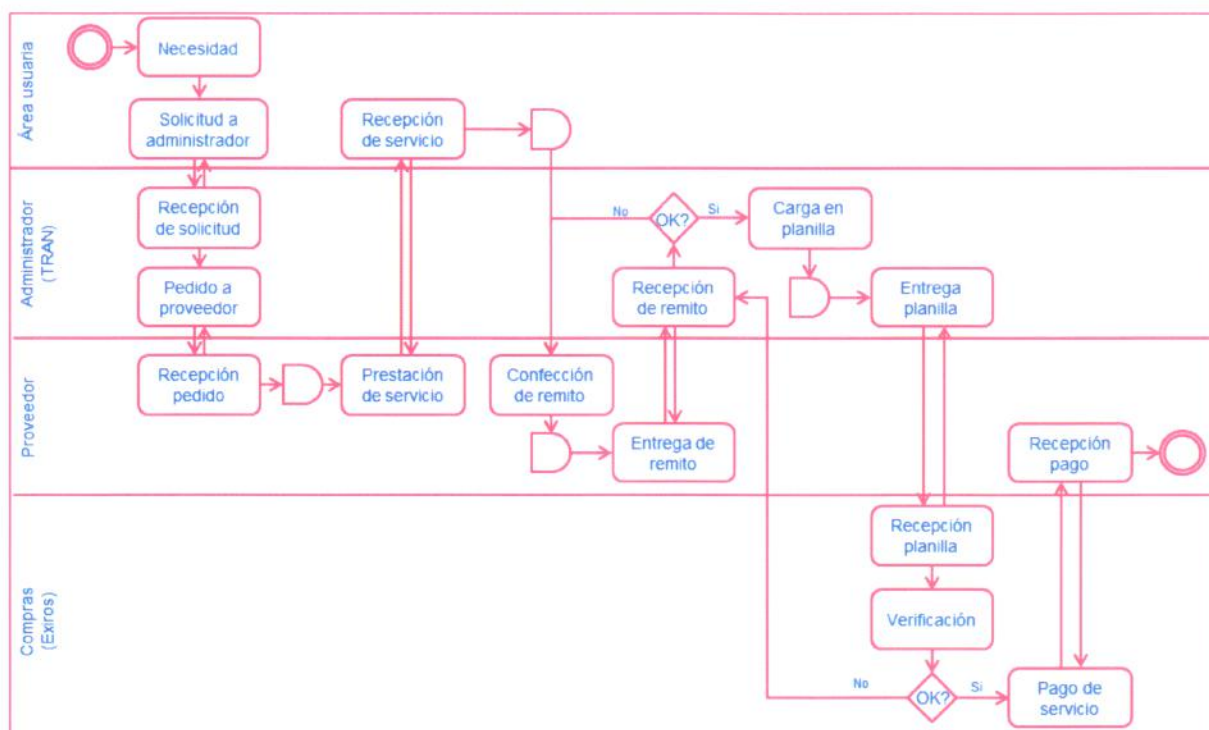 Área usuaria
Necesidad
Solicitud a
administrador
Recepción
de servicio
Administrador
(TRAN)
Recepción
de solicitud
Pedido a
proveedor
No
OK?
Si
Carga en
planilla
Recepción
de remito
Entrega
planilla
Proveedor
Recepción
pedido
Prestación
de servicio
Confección
de remito
Entrega de
remito
Recepción
pago
Compras
(Exiros)
Recepción
planilla
Verificación
No
OK?
Si
Pago de
servicio